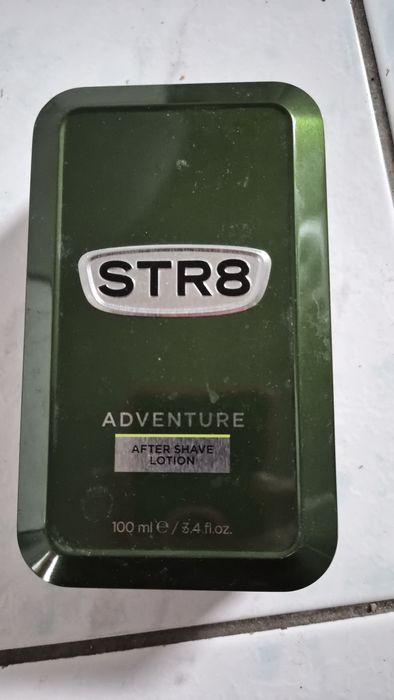 STR8
ADVENTURE
AFTER SHAVE
LOTION
100 ml ℮ / 3.4 fl.oz.